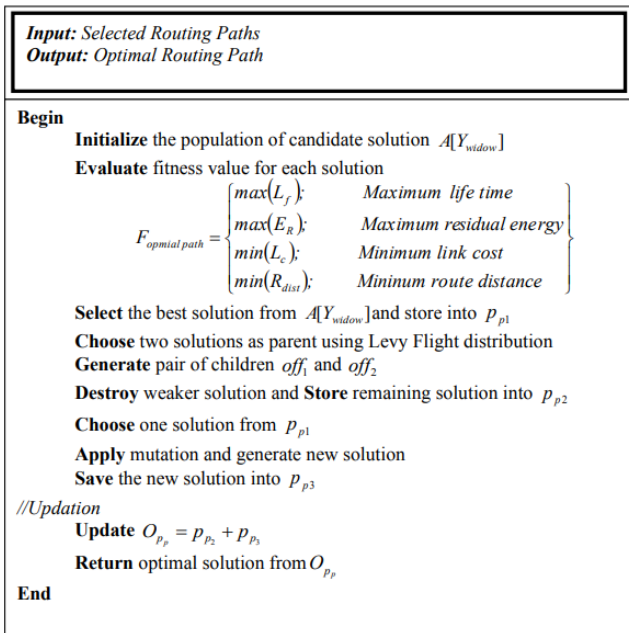 Input: Selected Routing Paths
Output: Optimal Routing Path
Begin
Initialize the population of candidate solution A[Y_widow]
Evaluate fitness value for each solution
F_opmial path = { max(L_f); Maximum life time
max(E_R); Maximum residual energy
min(L_c); Minimum link cost
min(R_dist); Mininum route distance }
Select the best solution from A[Y_widow] and store into p_p1
Choose two solutions as parent using Levy Flight distribution
Generate pair of children off_1 and off_2
Destroy weaker solution and Store remaining solution into p_p2
Choose one solution from p_p1
Apply mutation and generate new solution
Save the new solution into p_p3
//Updation
Update O_p_p = p_p_2 + p_p_3
Return optimal solution from O_p_p
End